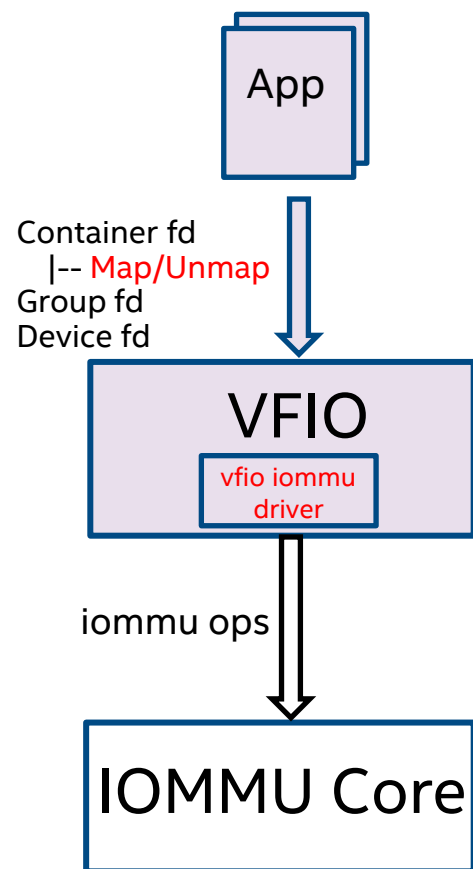 App
Container fd
|-- Map/Unmap
Group fd
Device fd
VFIO
vfio iommu
driver
iommu ops
IOMMU Core